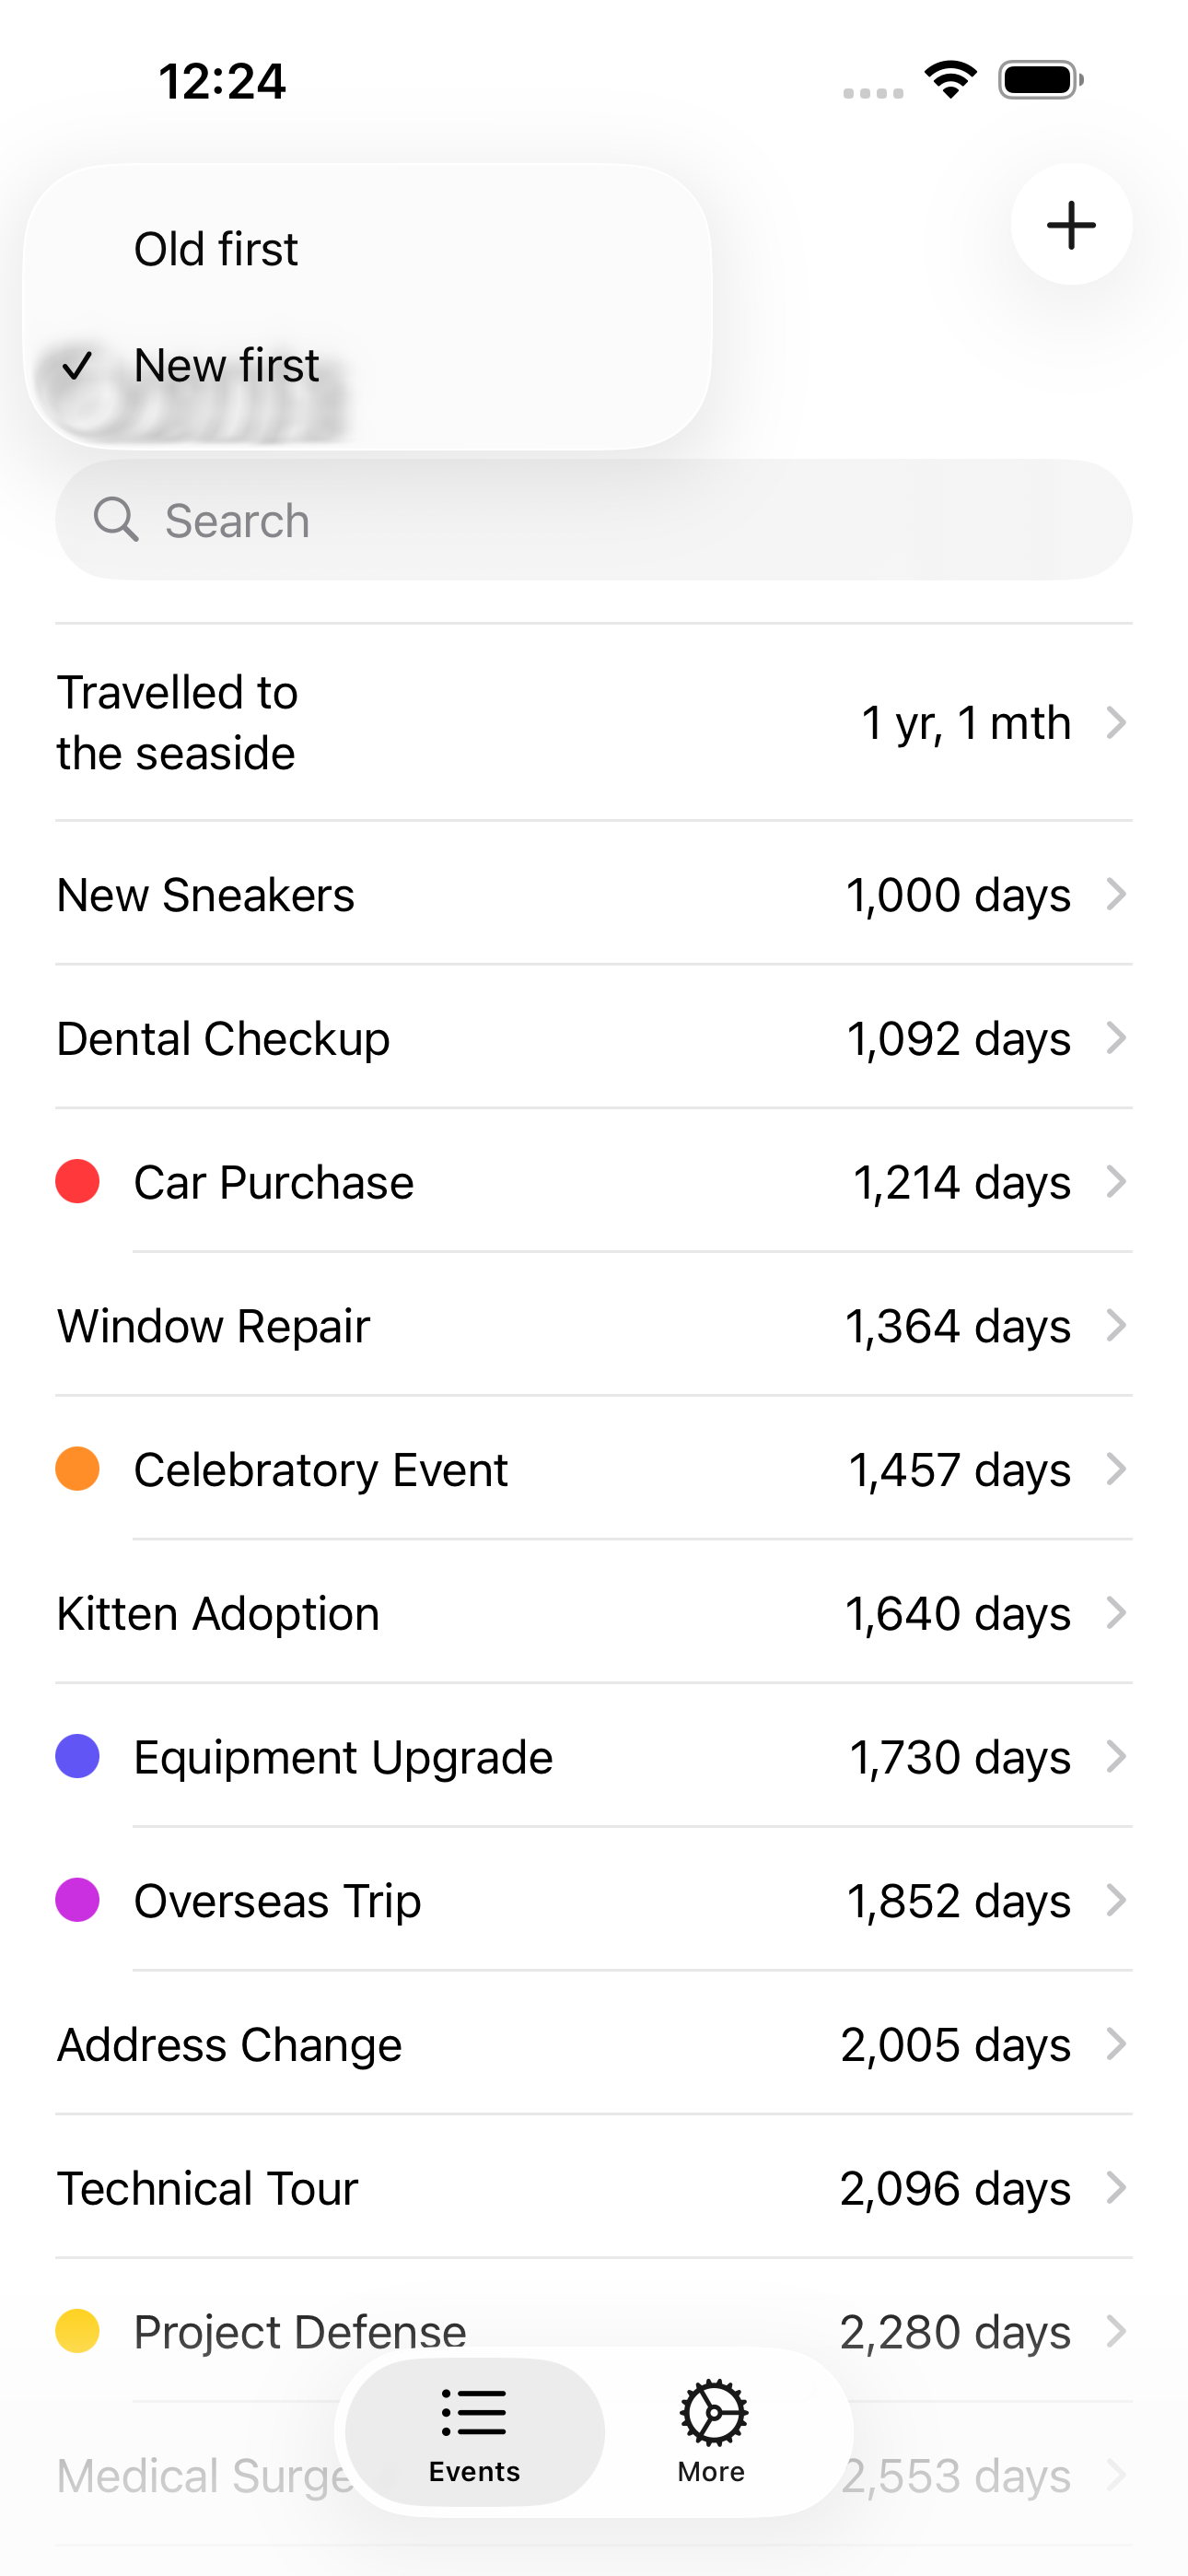 12:24
Old first
New first
Search
Travelled to
the seaside
1 yr, 1 mth
New Sneakers
1,000 days
Dental Checkup
1,092 days
Car Purchase
1,214 days
Window Repair
1,364 days
Celebratory Event
1,457 days
Kitten Adoption
1,640 days
Equipment Upgrade
1,730 days
Overseas Trip
1,852 days
Address Change
2,005 days
Technical Tour
2,096 days
Project Defense
2,280 days
Medical
2,553 days
Events
More